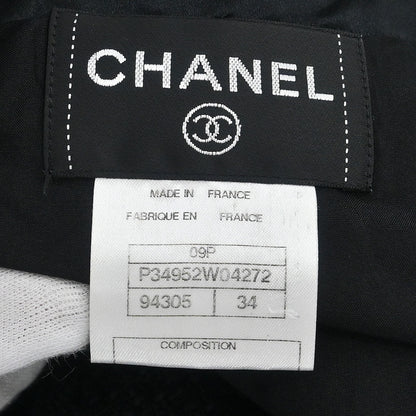 CHANEL
MADE IN FRANCE
FABRIQUE EN FRANCE
09P
P34952W04272
94305 34
COMPOSITION